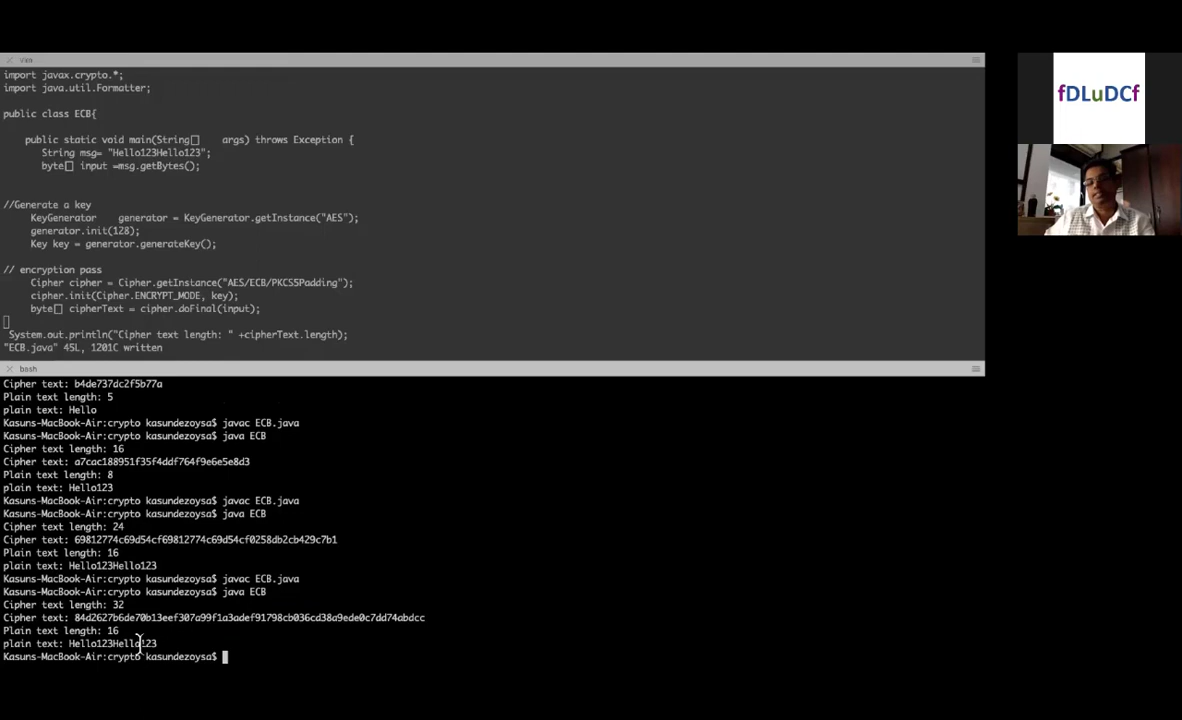 vim
import javax.crypto.*;
import java.util.Formatter;
public class ECB{
public static void main(String[] args) throws Exception {
String msg= "Hello123Hello123";
byte[] input =msg.getBytes();
//Generate a key
KeyGenerator generator = KeyGenerator.getInstance("AES");
generator.init(128);
Key key = generator.generateKey();
// encryption pass
Cipher cipher = Cipher.getInstance("AES/ECB/PKCS5Padding");
cipher.init(Cipher.ENCRYPT_MODE, key);
byte[] cipherText = cipher.doFinal(input);
System.out.println("Cipher text length: " +cipherText.length);
"ECB.java" 45L, 1201C written
bash
Cipher text: b4de737dc2f5b77a
Plain text length: 5
plain text: Hello
Kasuns-MacBook-Air:crypto kasundezoysa$ javac ECB.java
Kasuns-MacBook-Air:crypto kasundezoysa$ java ECB
Cipher text length: 16
Cipher text: a7cac188951f35f4ddf764f9e6e5e8d3
Plain text length: 8
plain text: Hello123
Kasuns-MacBook-Air:crypto kasundezoysa$ javac ECB.java
Kasuns-MacBook-Air:crypto kasundezoysa$ java ECB
Cipher text length: 24
Cipher text: 69812774c69d54cf69812774c69d54cf0258db2cb429c7b1
Plain text length: 16
plain text: Hello123Hello123
Kasuns-MacBook-Air:crypto kasundezoysa$ javac ECB.java
Kasuns-MacBook-Air:crypto kasundezoysa$ java ECB
Cipher text length: 32
Cipher text: 84d2627b6de70b13eef307a99f1a3adef91798cb036cd38a9ede0c7dd74abdcc
Plain text length: 16
plain text: Hello123Hello123
Kasuns-MacBook-Air:crypto kasundezoysa$
fDLuDCf